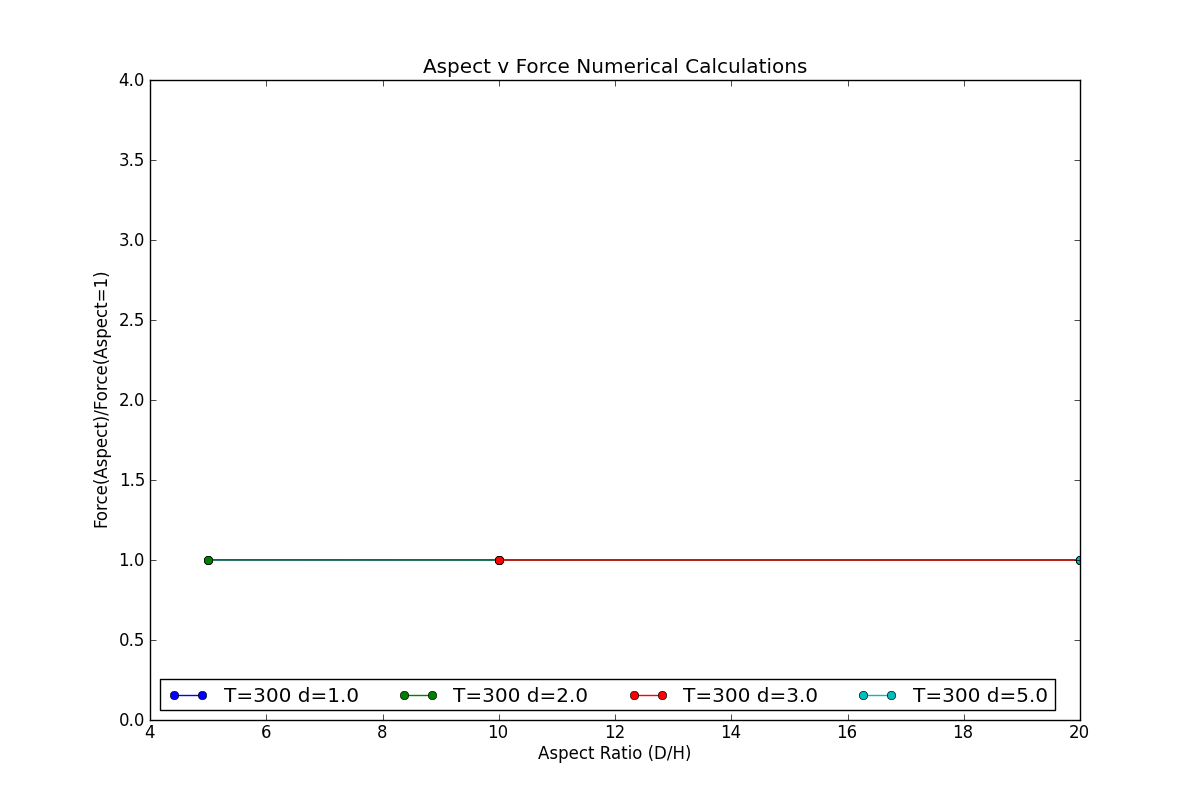 Aspect v Force Numerical Calculations
4.0
3.5
3.0
2.5
2.0
1.5
1.0
0.5
0.0
Force(Aspect)/Force(Aspect=1)
T=300 d=1.0 T=300 d=2.0 T=300 d=3.0 T=300 d=5.0
4 6 8 10 12 14 16 18 20
Aspect Ratio (D/H)